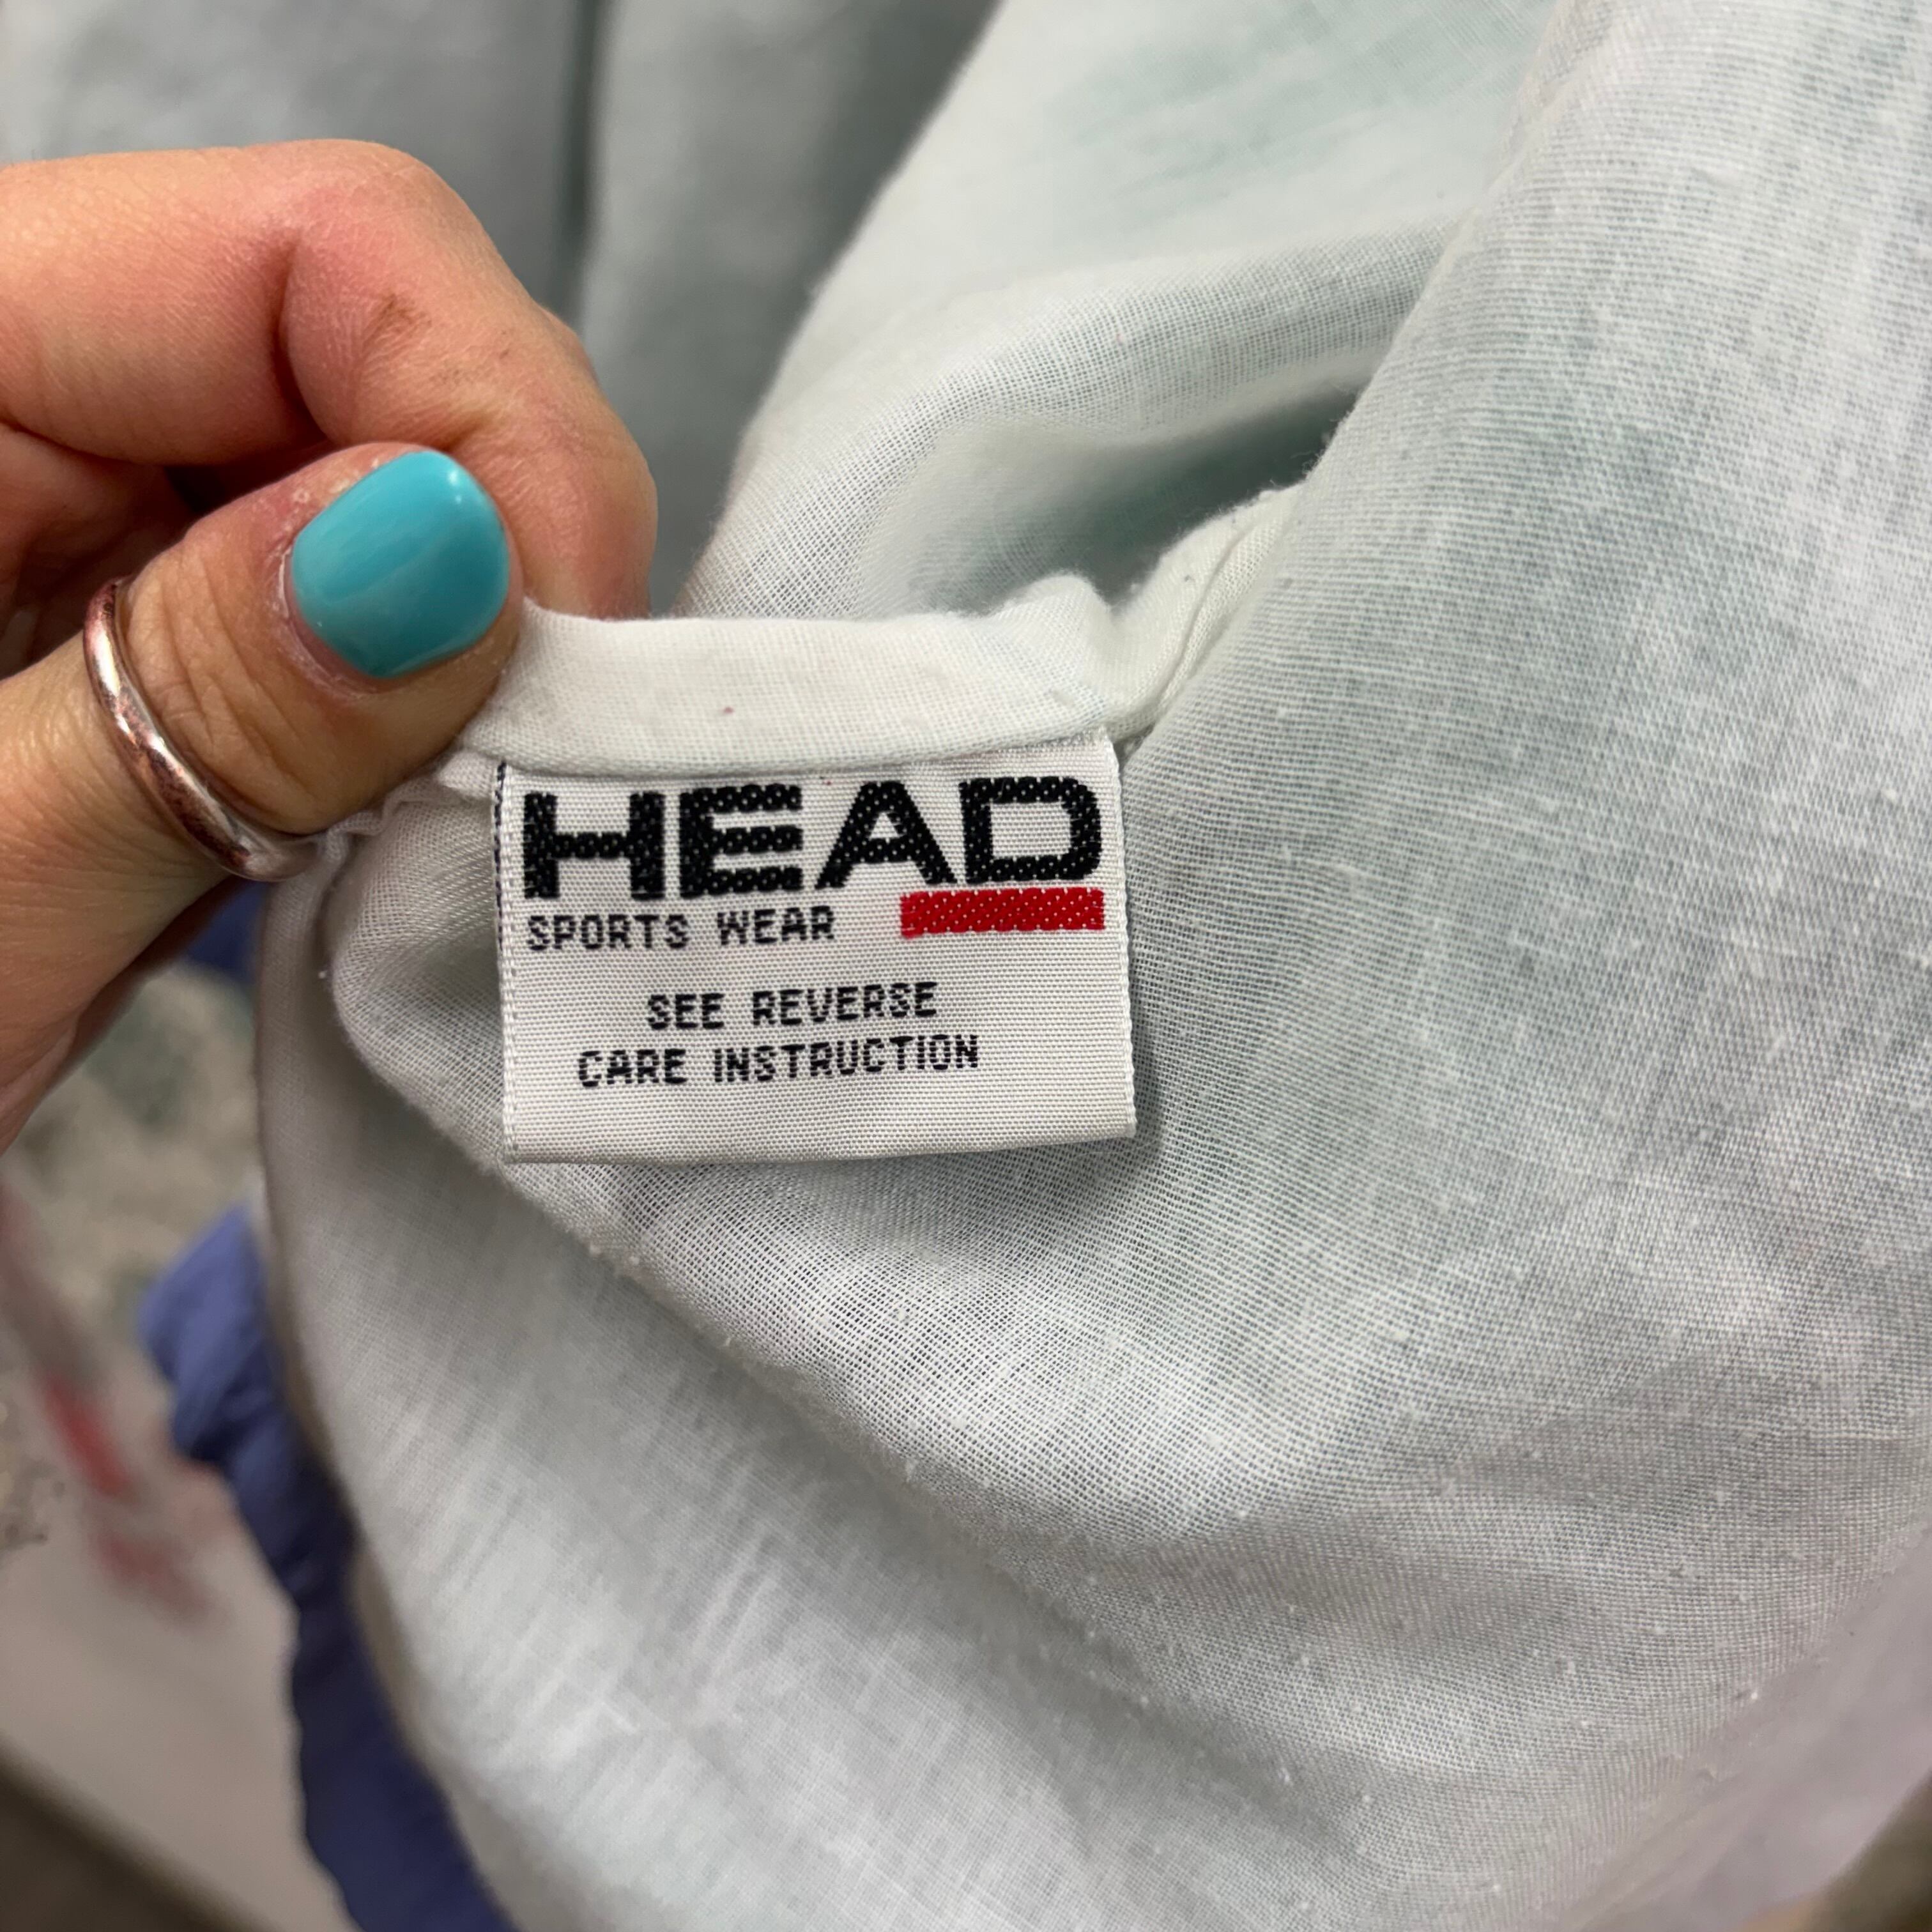 HEAD
SPORTS WEAR
SEE REVERSE
CARE INSTRUCTION